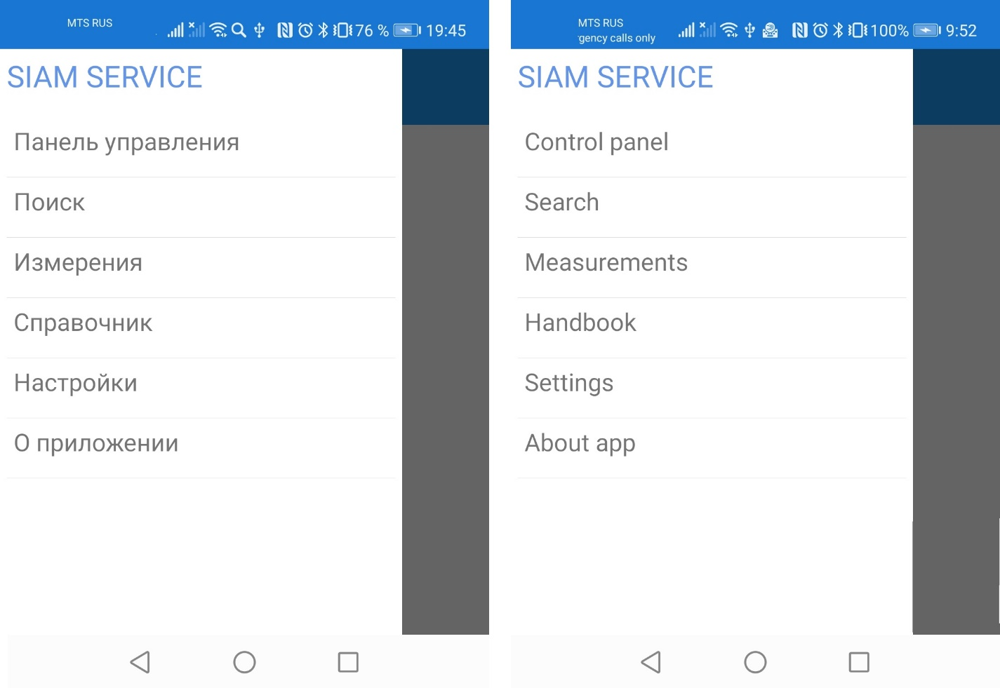 MTS RUS
76 % 19:45
SIAM SERVICE
Панель управления
Поиск
Измерения
Справочник
Настройки
О приложении
MTS RUS
gency calls only
100% 9:52
SIAM SERVICE
Control panel
Search
Measurements
Handbook
Settings
About app